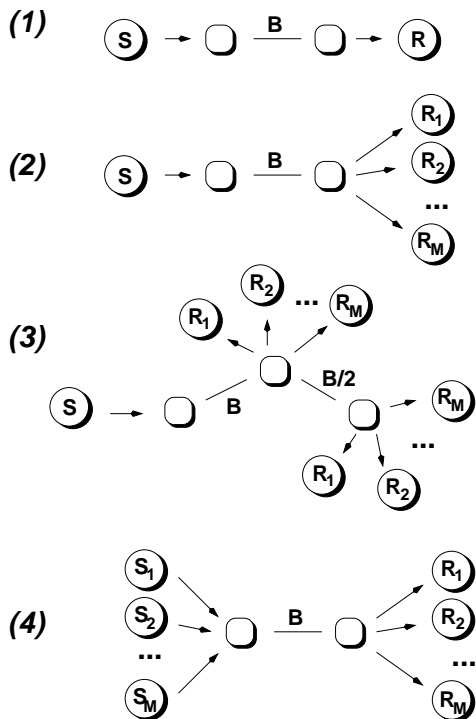 (1) S B R
(2) S B R1
R2
...
RM
(3) S B B/2 R1 R2 ... RM
R1 R2 ... RM
(4) S1 B R1
S2 R2
... ...
SM RM